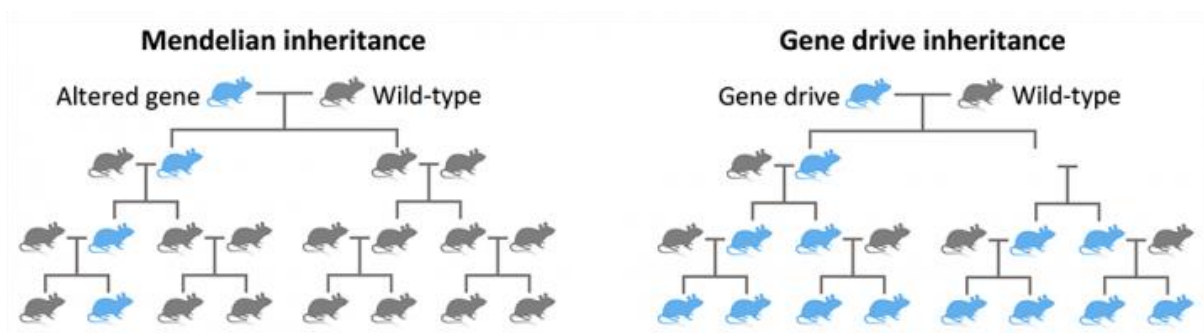 Mendelian inheritance
Altered gene
Wild-type
Gene drive inheritance
Gene drive
Wild-type